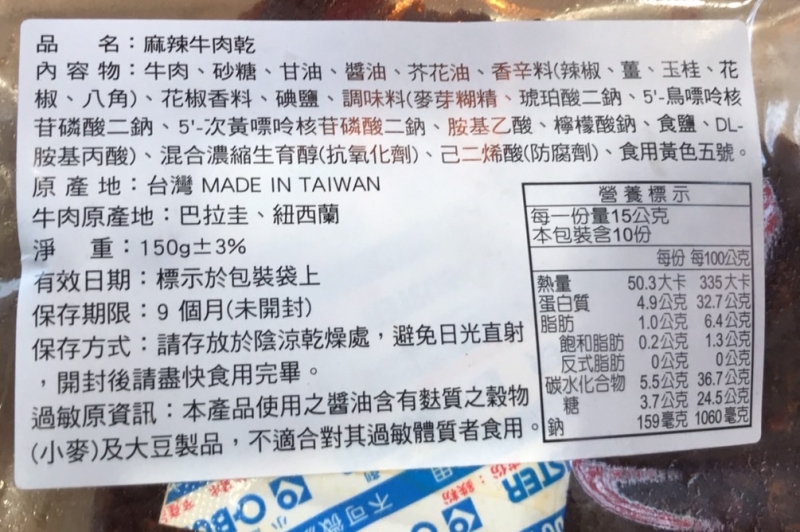 品　　名：麻辣牛肉乾
內 容 物：牛肉、砂糖、甘油、醬油、芥花油、香辛料(辣椒、薑、玉桂、花
椒、八角)、花椒香料、碘鹽、調味料(麥芽糊精、琥珀酸二鈉、5'-鳥嘌呤核
苷磷酸二鈉、5'-次黃嘌呤核苷磷酸二鈉、胺基乙酸、檸檬酸鈉、食鹽、DL-
胺基丙酸)、混合濃縮生育醇(抗氧化劑)、己二烯酸(防腐劑)、食用黃色五號。
原 產 地：台灣 MADE IN TAIWAN
牛肉原產地：巴拉圭、紐西蘭
淨　　重：150g±3%
有效日期：標示於包裝袋上
保存期限：9 個月(未開封)
保存方式：請存放於陰涼乾燥處，避免日光直射
，開封後請盡快食用完畢。
過敏原資訊：本產品使用之醬油含有麩質之穀物
(小麥)及大豆製品，不適合對其過敏體質者食用。
營養標示
每一份量15公克
本包裝含10份
每份 每100公克
熱量 50.3大卡 335大卡
蛋白質 4.9公克 32.7公克
脂肪 1.0公克 6.4公克
飽和脂肪 0.2公克 1.3公克
反式脂肪 0公克 0公克
碳水化合物 5.5公克 36.7公克
糖 3.7公克 24.5公克
鈉 159毫克 1060毫克
不可微